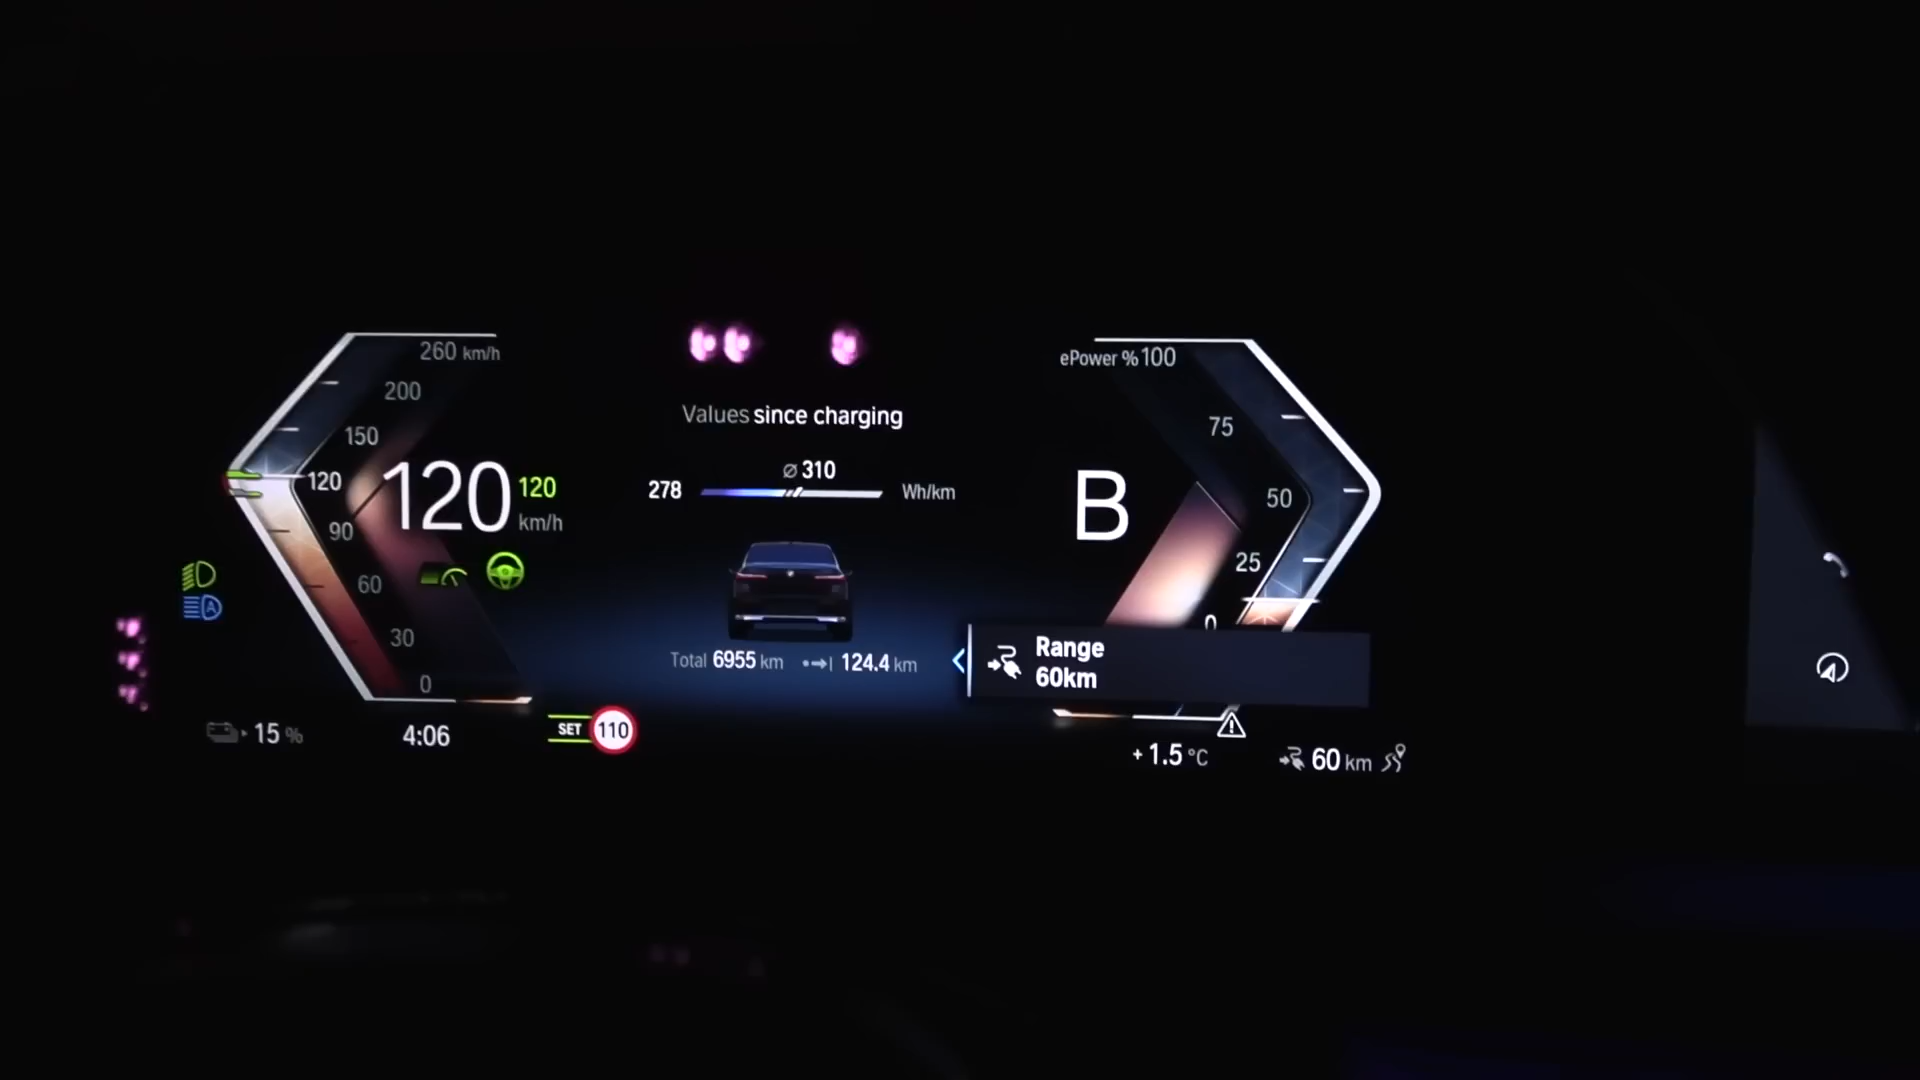 260 km/h
200
150
120
90
60
30
0
120 120
km/h
15 %
4:06
SET 110
Values since charging
⌀ 310
278 Wh/km
Total 6955 km 124.4 km
ePower % 100
75
50
25
0
B
Range
60km
+ 1.5 °C
60 km
A